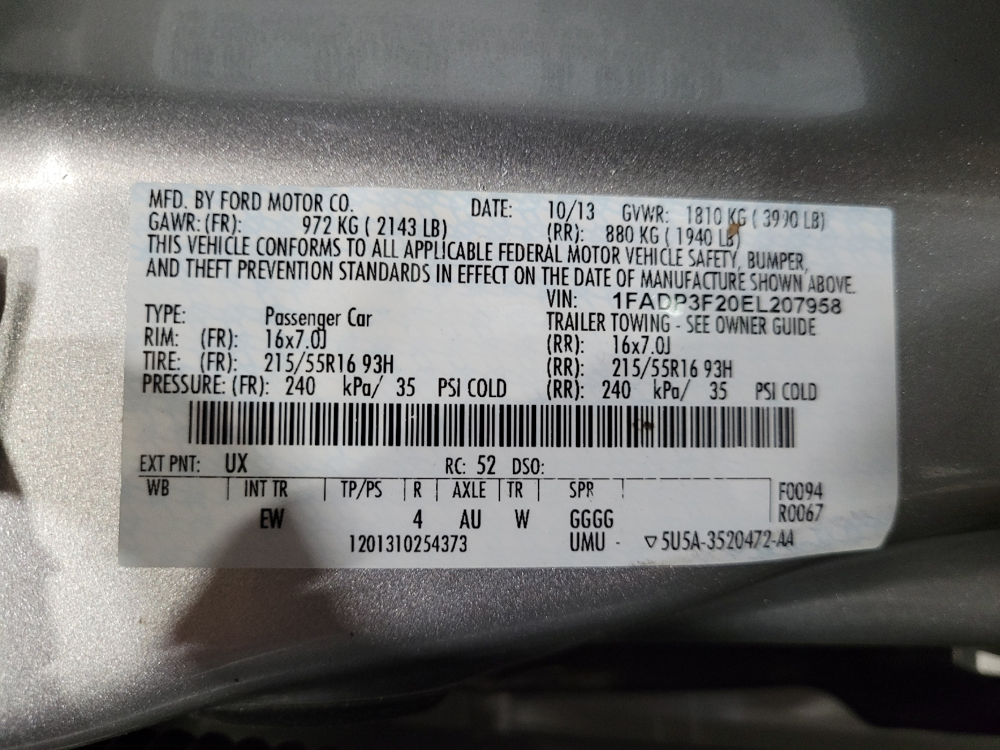 MFD. BY FORD MOTOR CO. DATE: 10/13 GVWR: 1810 KG ( 3990 LB)
GAWR: (FR): 972 KG ( 2143 LB) (RR): 880 KG ( 1940 LB)
THIS VEHICLE CONFORMS TO ALL APPLICABLE FEDERAL MOTOR VEHICLE SAFETY, BUMPER,
AND THEFT PREVENTION STANDARDS IN EFFECT ON THE DATE OF MANUFACTURE SHOWN ABOVE.
VIN: 1FADP3F20EL207958
TYPE: Passenger Car TRAILER TOWING - SEE OWNER GUIDE
RIM: (FR): 16x7.0J (RR): 16x7.0J
TIRE: (FR): 215/55R16 93H (RR): 215/55R16 93H
PRESSURE: (FR): 240 kPa/ 35 PSI COLD (RR): 240 kPa/ 35 PSI COLD
EXT PNT: UX RC: 52 DSO:
WB INT TR TP/PS R AXLE TR SPR F0094
EW 4 AU W GGGG R0067
1201310254373 UMU - ▽5U5A-3520472-AA